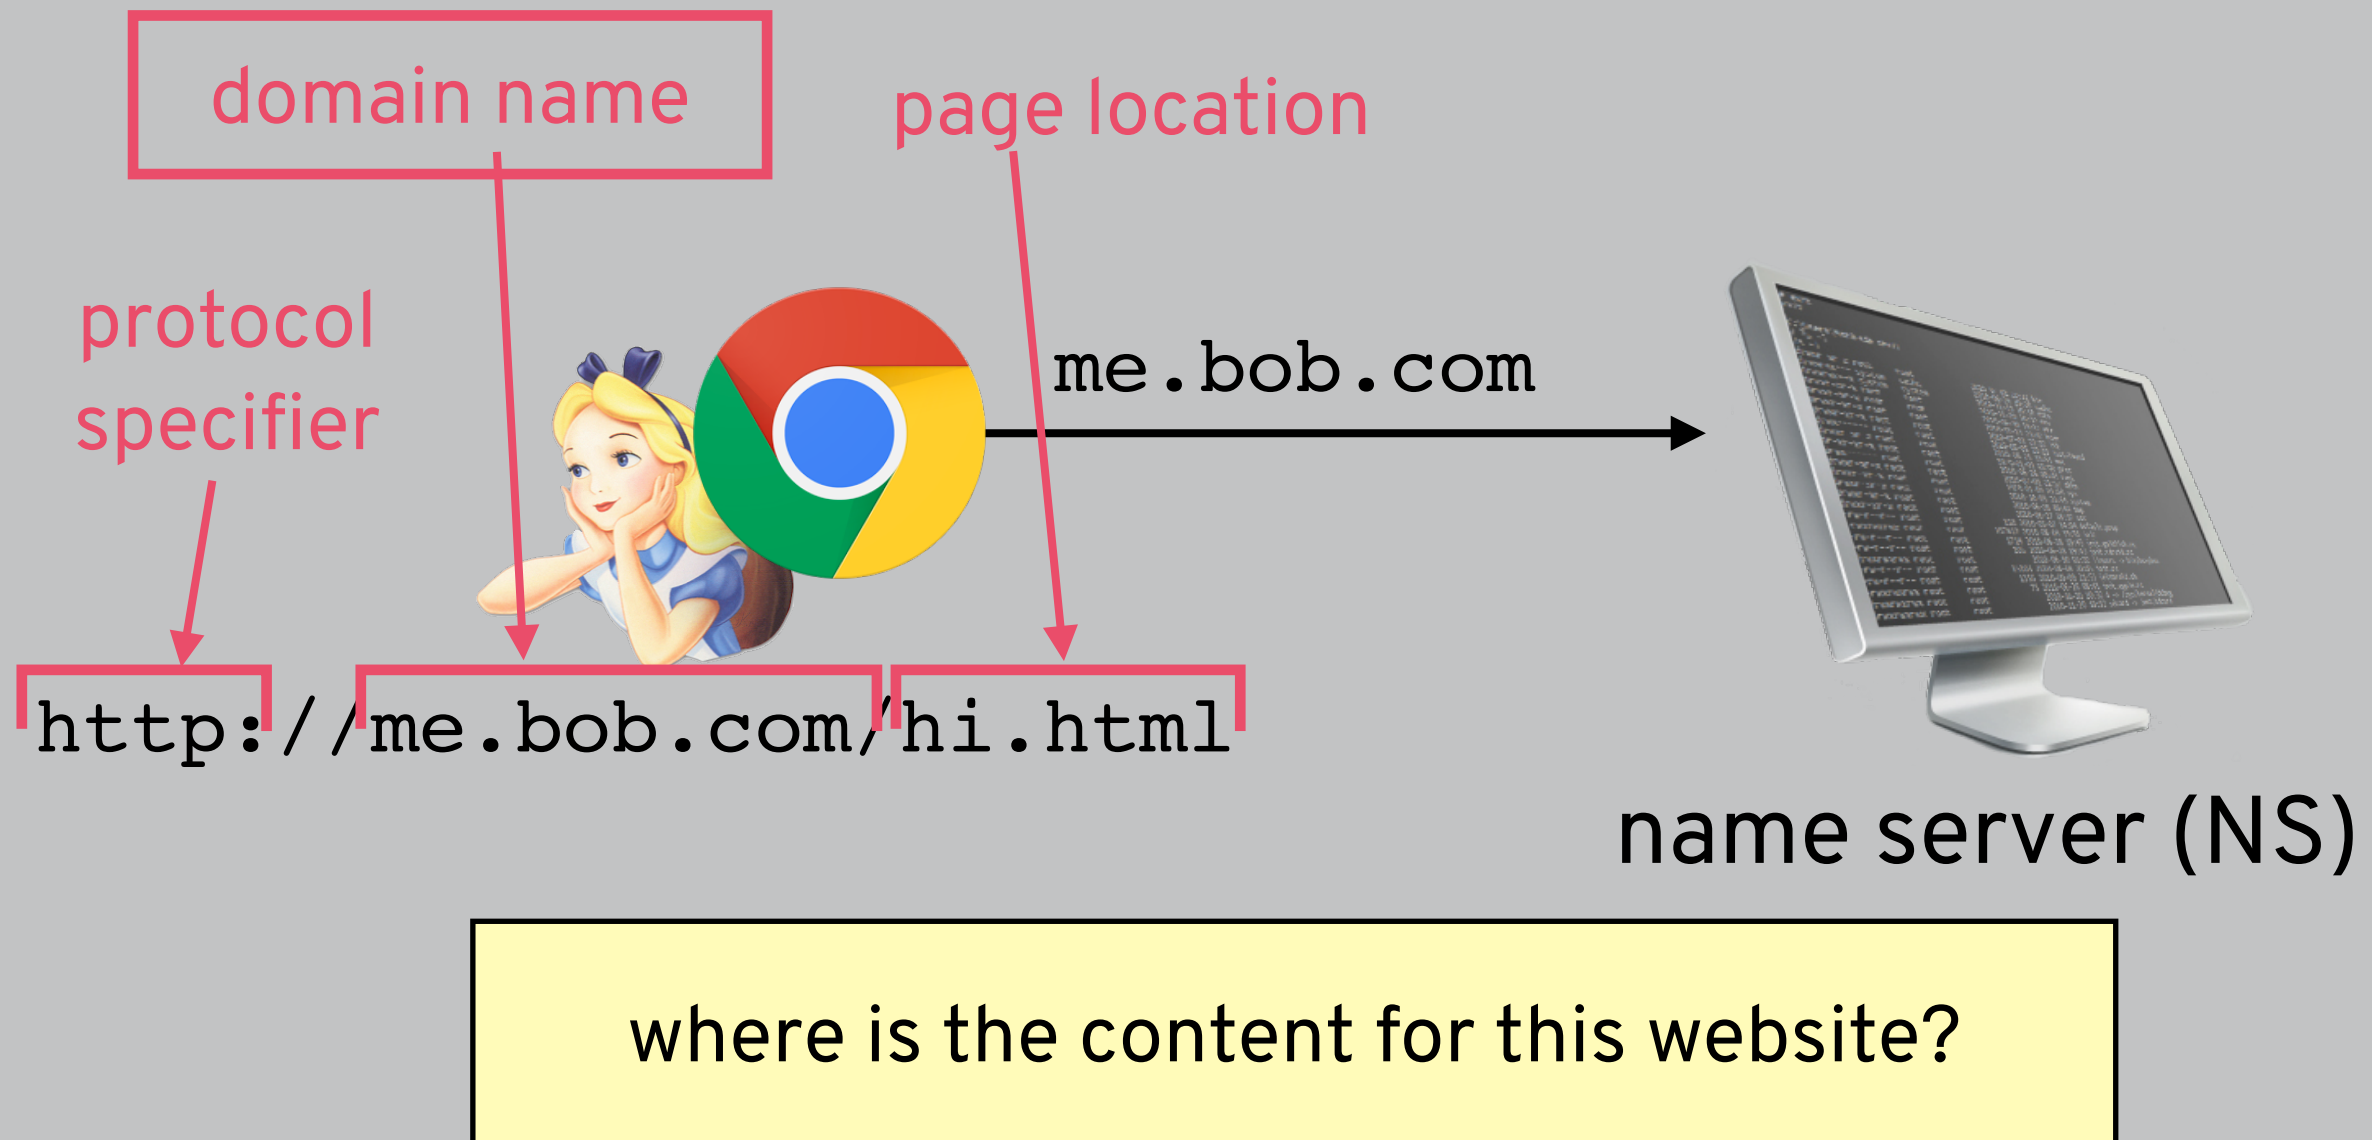 domain name
page location
protocol
specifier
me.bob.com
http://me.bob.com/hi.html
name server (NS)
where is the content for this website?